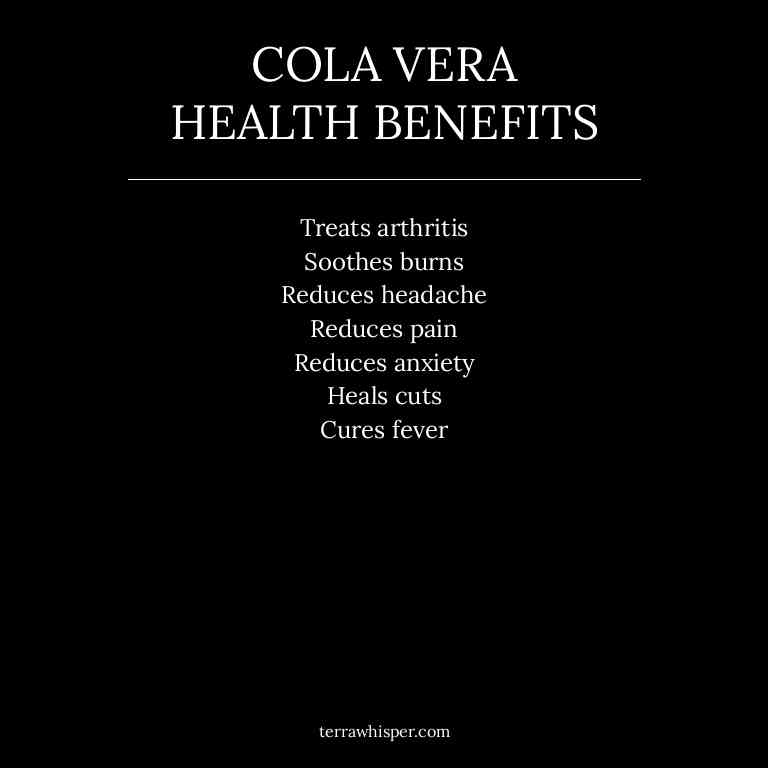 COLA VERA
HEALTH BENEFITS
Treats arthritis
Soothes burns
Reduces headache
Reduces pain
Reduces anxiety
Heals cuts
Cures fever
terrawhisper.com